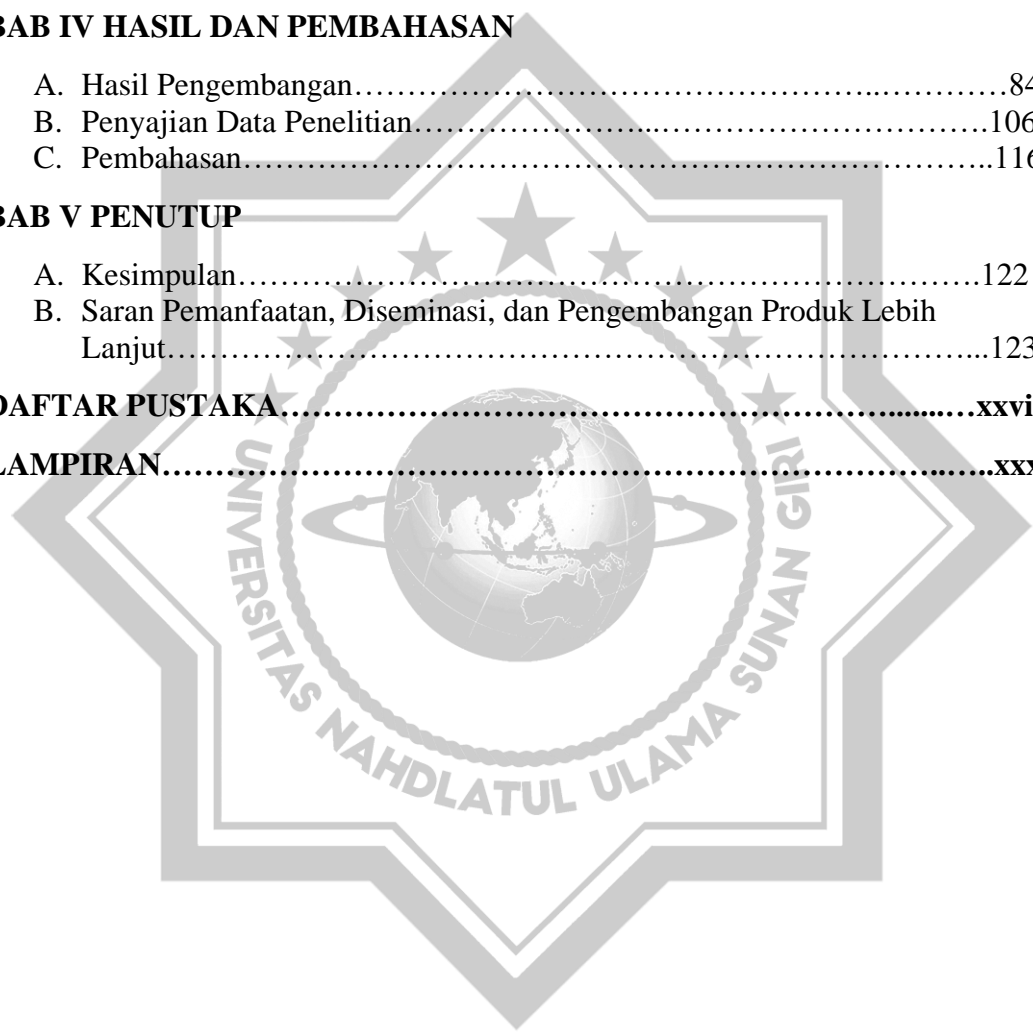 BAB IV HASIL DAN PEMBAHASAN
A. Hasil Pengembangan……………………………………………..…………84
B. Penyajian Data Penelitian…………………...………………………….106
C. Pembahasan……………………………………………………………..116
BAB V PENUTUP
A. Kesimpulan…………………………………………………………….122
B. Saran Pemanfaatan, Diseminasi, dan Pengembangan Produk Lebih
Lanjut…………………………………………………………………...123
DAFTAR PUSTAKA…………………………………………………......…xxvi
LAMPIRAN……………………………………………………………..…..xxx
UNIVERSITAS NAHDLATUL ULAMA SUNAN GIRI